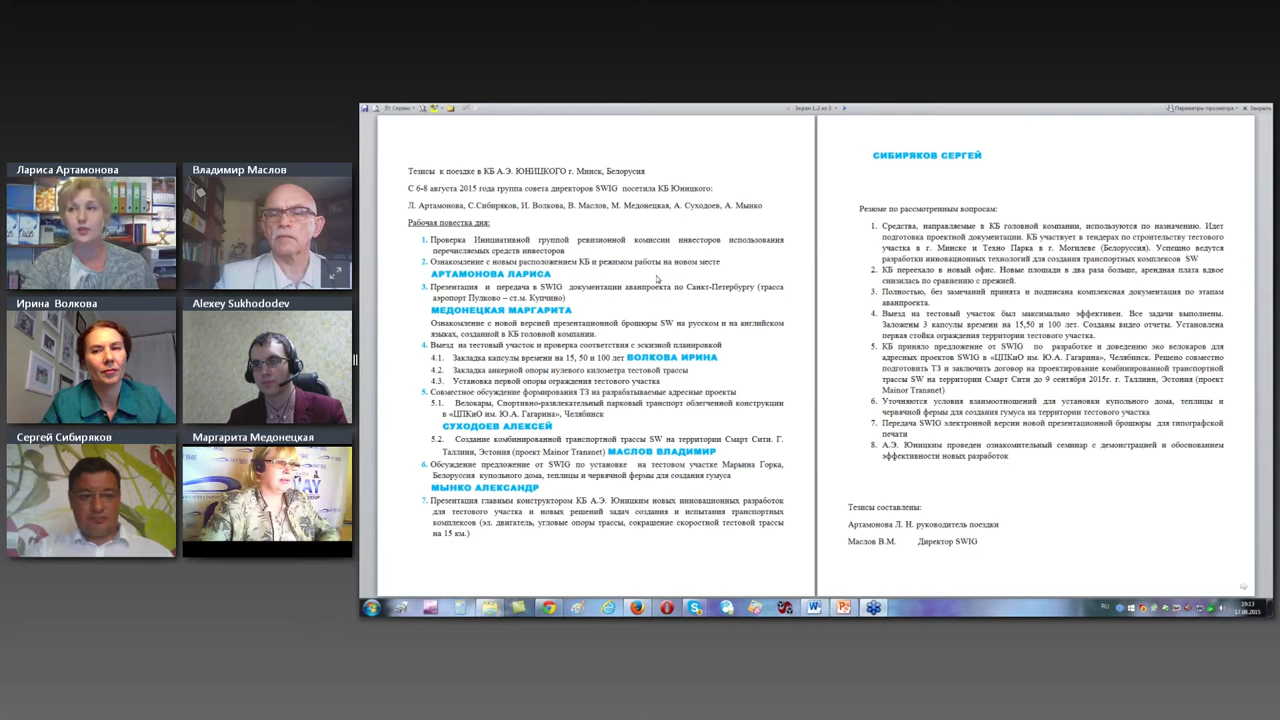 Лариса Артамонова
Владимир Маслов
Ирина Волкова
Alexey Sukhodoev
Сергей Сибиряков
Маргарита Медонецкая
Сервис
Экран 1-2 из 3
Параметры просмотра
Закрыть
Тезисы к поездке в КБ А.Э. ЮНИЦКОГО г. Минск, Белорусия
С 6-8 августа 2015 года группа совета директоров SWIG посетила КБ Юницкого:
Л. Артамонова, С.Сибиряков, И. Волкова, В. Маслов, М. Медонецкая, А. Суходоев, А. Мынко
Рабочая повестка дня:
1. Проверка Инициативной группой ревизионной комиссии инвесторов использования
перечисляемых средств инвесторов
2. Ознакомление с новым расположением КБ и режимом работы на новом месте
АРТАМОНОВА ЛАРИСА
3. Презентация и передача в SWIG документации аванпроекта по Санкт-Петербургу (трасса
аэропорт Пулково – ст.м. Купчино)
МЕДОНЕЦКАЯ МАРГАРИТА
Ознакомление с новой версией презентационной брошюры SW на русском и на английском
языках, созданной в КБ головной компании.
4. Выезд на тестовый участок и проверка соответствия с эскизной планировкой
4.1. Закладка капсулы времени на 15, 50 и 100 лет ВОЛКОВА ИРИНА
4.2. Закладка анкерной опоры нулевого километра тестовой трассы
4.3. Установка первой опоры ограждения тестового участка
5. Совместное обсуждение формирования ТЗ на разрабатываемые адресные проекты
5.1. Велокары, Спортивно-развлекательный парковый транспорт облегченной конструкции
в «ЦПКиО им. Ю.А. Гагарина», Челябинск
СУХОДОЕВ АЛЕКСЕЙ
5.2. Создание комбинированной транспортной трассы SW на территории Смарт Сити. Г.
Таллини, Эстония (проект Mainor Transnet) МАСЛОВ ВЛАДИМИР
6. Обсуждение предложение от SWIG по установке на тестовом участке Марьина Горка,
Белоруссия купольного дома, теплицы и червячной фермы для создания гумуса
МЫНКО АЛЕКСАНДР
7. Презентация главным конструктором КБ А.Э. Юницким новых инновационных разработок
для тестового участка и новых решений задач создания и испытания транспортных
комплексов (эл. двигатель, угловые опоры трассы, сокращение скоростной тестовой трассы
на 15 км.)
СИБИРЯКОВ СЕРГЕЙ
Резюме по рассмотренным вопросам:
1. Средства, направляемые в КБ головной компании, используются по назначению. Идет
подготовка проектной документации. КБ участвует в тендерах по строительству тестового
участка в г. Минске и Техно Парка в г. Могилеве (Белоруссия). Успешно ведутся
разработки инновационных технологий для создания транспортных комплексов SW
2. КБ переехало в новый офис. Новые площади в два раза больше, арендная плата вдвое
снизилась по сравнению с предыдущей.
3. Полностью, без замечаний принята и подписана комплексная документация по этапам
аванпроекта.
4. Выезд на тестовый участок был максимально эффективен. Все задачи выполнены.
Заложены 3 капсулы времени на 15,50 и 100 лет. Созданы видео отчеты. Установлена
первая стойка ограждения территории тестового участка.
5. КБ приняло предложение от SWIG по разработке и доведению эко велокаров для
адресных проектов SWIG в «ЦПКиО им. Ю.А. Гагарина», Челябинск. Решено совместно
подготовить ТЗ и заключить договор на проектирование комбинированной транспортной
трассы SW на территории Смарт Сити до 9 сентября 2015г. г. Таллинн, Эстония (проект
Mainor Transnet)
6. Уточняются условия взаимоотношений для установки купольного дома, теплицы и
червячной фермы для создания гумуса на территории тестового участка
7. Передача SWIG электронной версии новой презентационной брошюры для типографской
печати
8. А.Э. Юницким проведен ознакомительный семинар с демонстрацией и обоснованием
эффективности новых разработок
Тезисы составлены:
Артамонова Л. Н. руководитель поездки
Маслов В.М. Директор SWIG
RU
19:13
17.08.2015